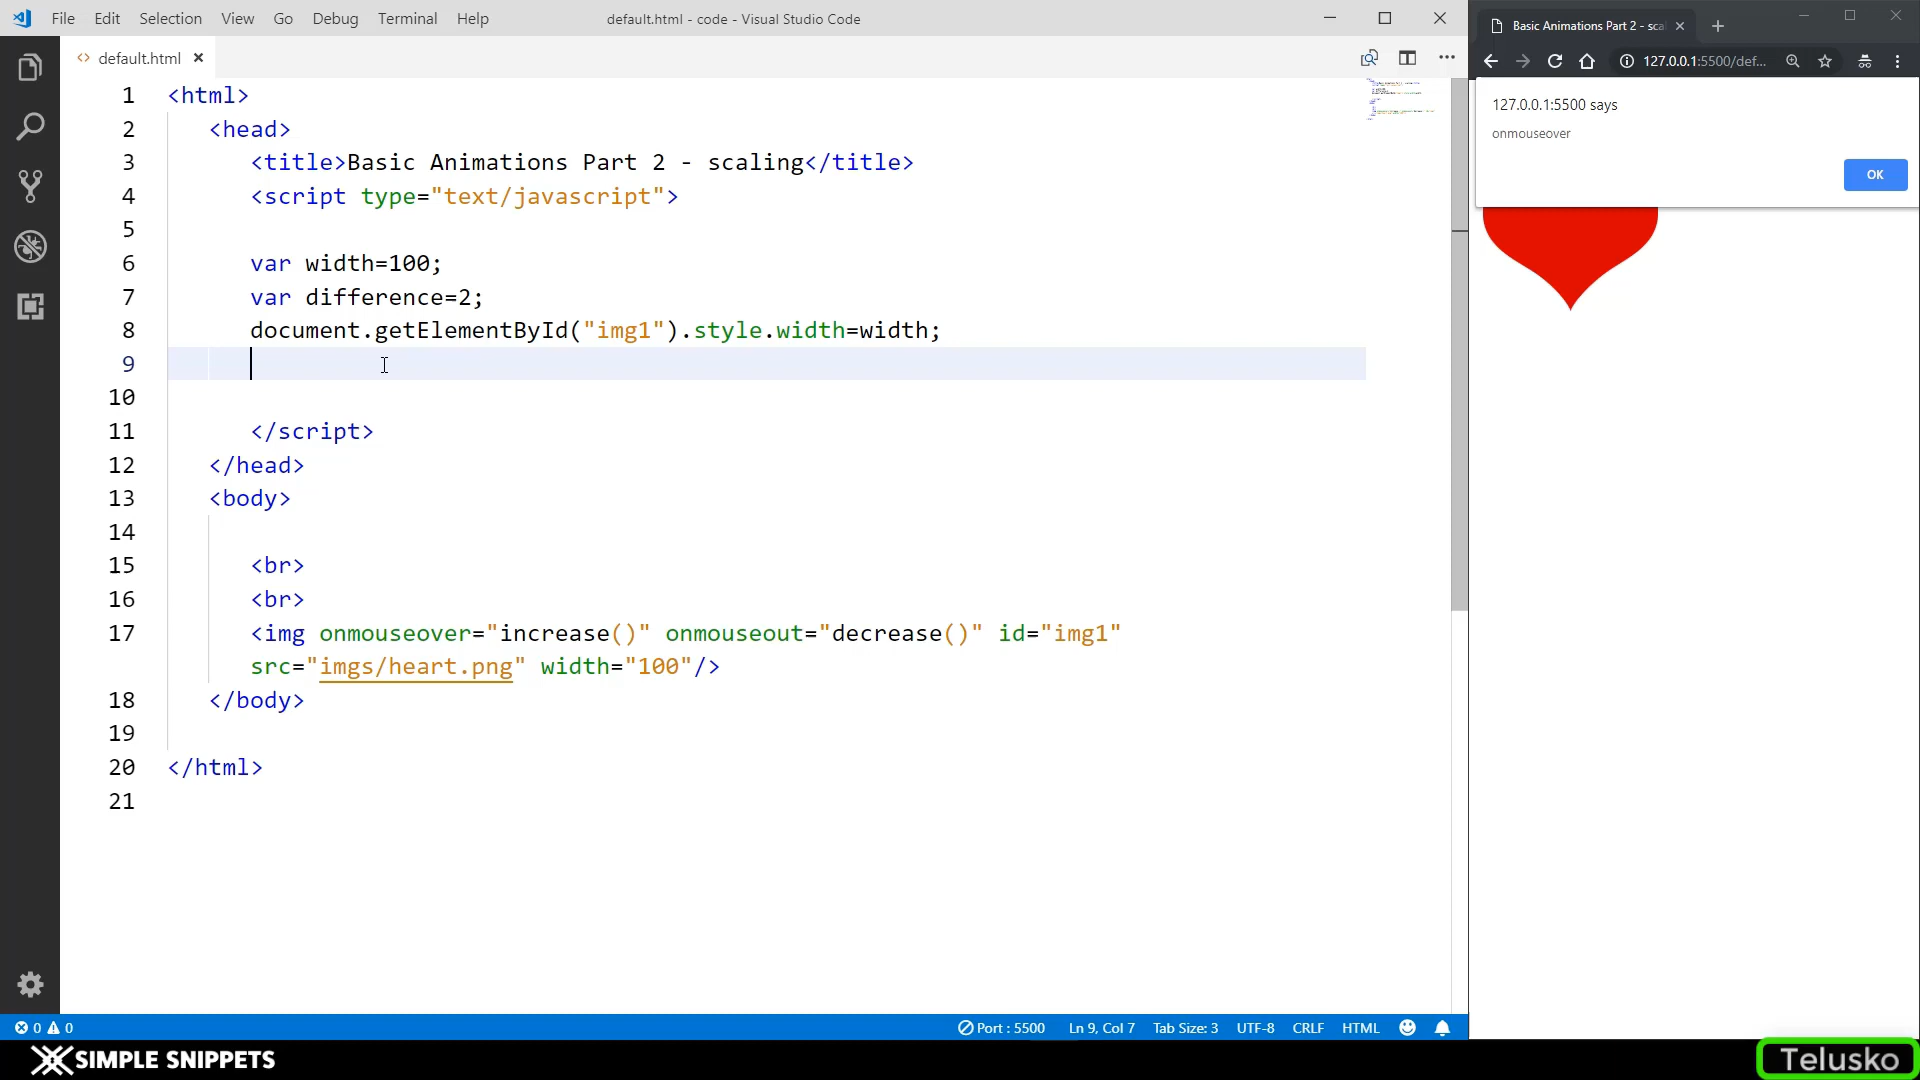 File Edit Selection View Go Debug Terminal Help
default.html - code - Visual Studio Code
default.html
1 <html>
2 <head>
3 <title>Basic Animations Part 2 - scaling</title>
4 <script type="text/javascript">
5
6 var width=100;
7 var difference=2;
8 document.getElementById("img1").style.width=width;
9
10
11 </script>
12 </head>
13 <body>
14
15 <br>
16 <br>
17 <img onmouseover="increase()" onmouseout="decrease()" id="img1"
src="imgs/heart.png" width="100"/>
18 </body>
19
20 </html>
21
0 0
Port : 5500 Ln 9, Col 7 Tab Size: 3 UTF-8 CRLF HTML
Basic Animations Part 2 - sca
127.0.0.1:5500/def...
127.0.0.1:5500 says
onmouseover
OK
SIMPLE SNIPPETS
Telusko